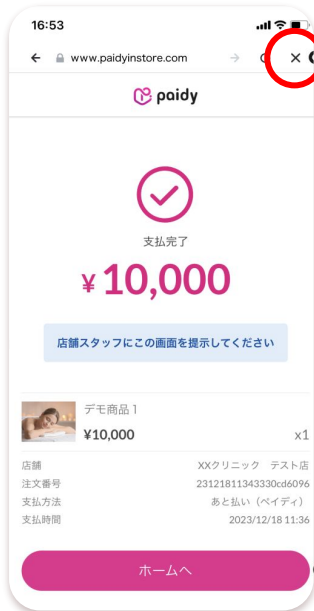 16:53
www.paidyinstore.com
paidy
支払完了
¥10,000
店舗スタッフにこの画面を提示してください
デモ商品1
¥10,000 x1
店舗 XXクリニック テスト店
注文番号 23121811343330cd6096
支払方法 あと払い（ペイディ）
支払時間 2023/12/18 11:36
ホームへ